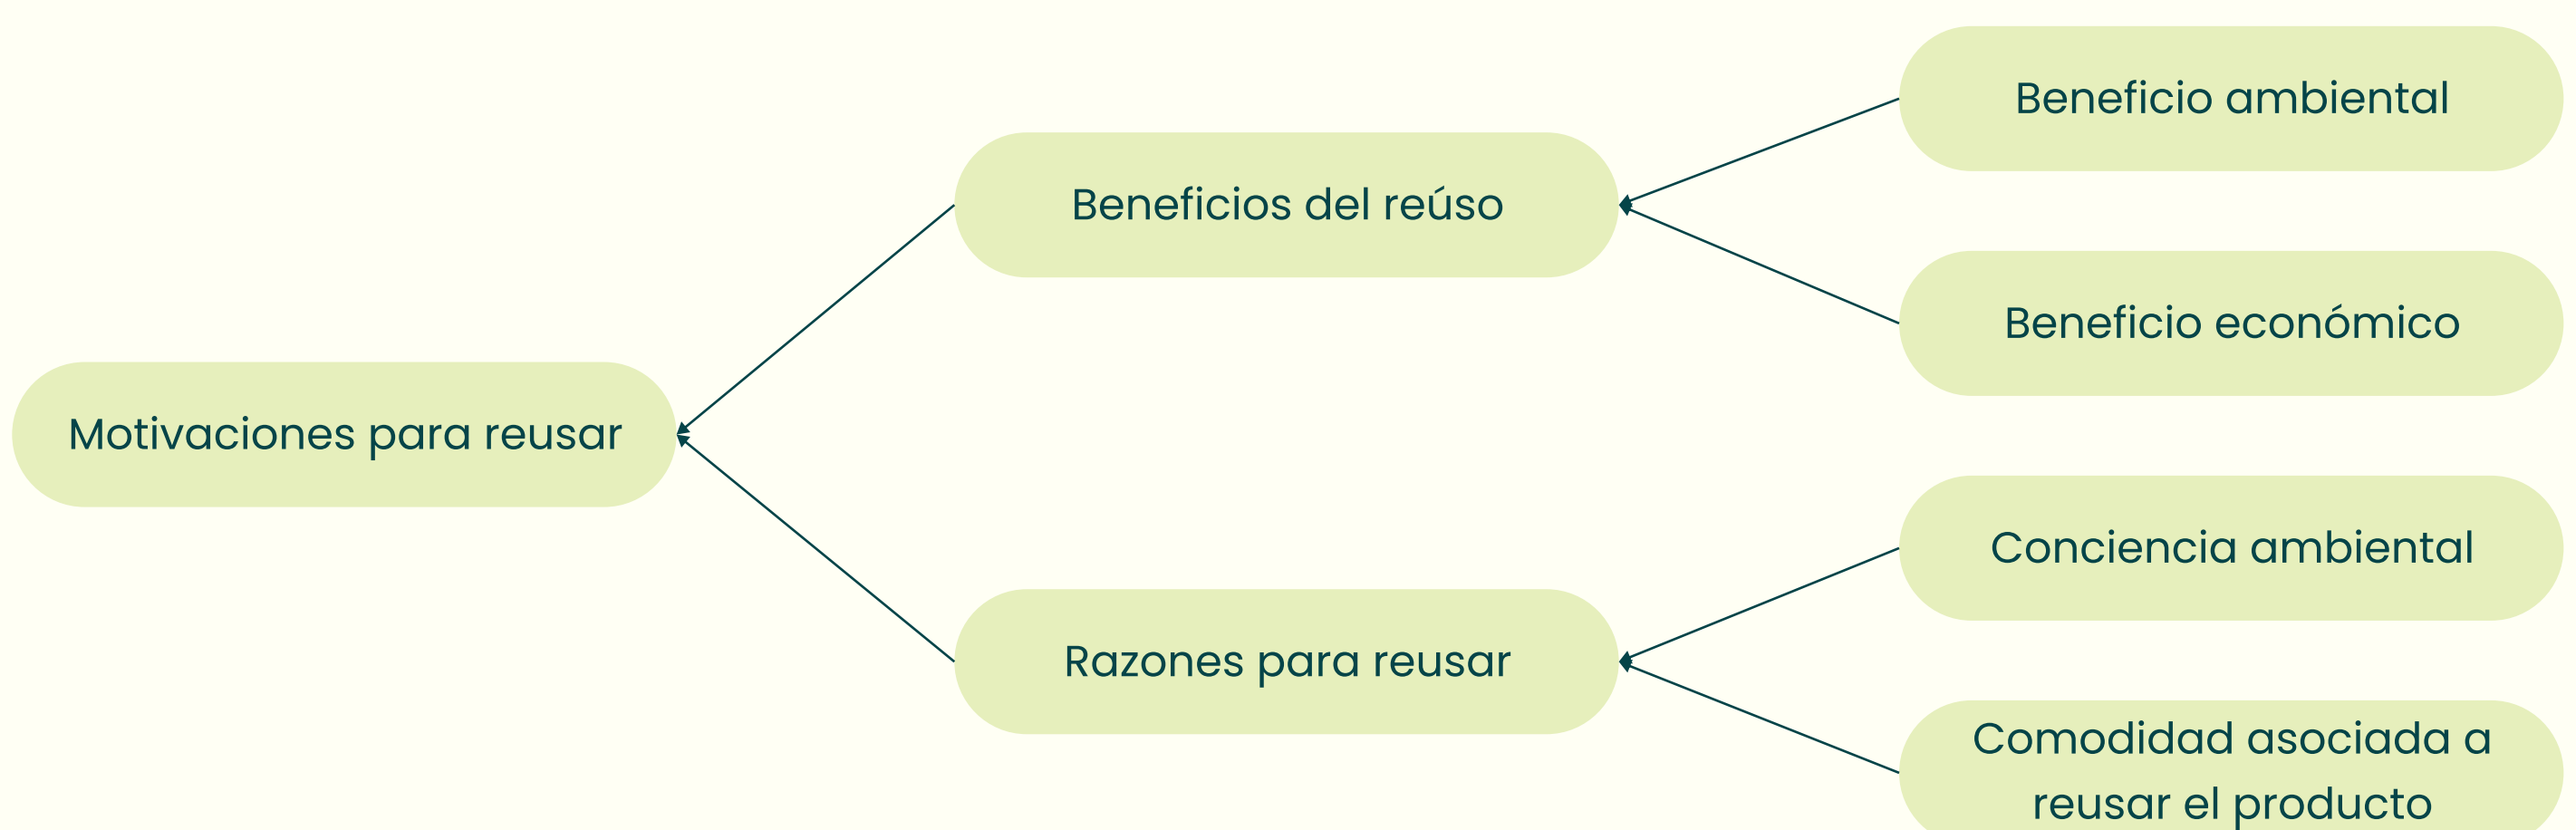 Beneficio ambiental
Beneficios del reúso
Beneficio económico
Motivaciones para reusar
Conciencia ambiental
Razones para reusar
Comodidad asociada a
reusar el producto